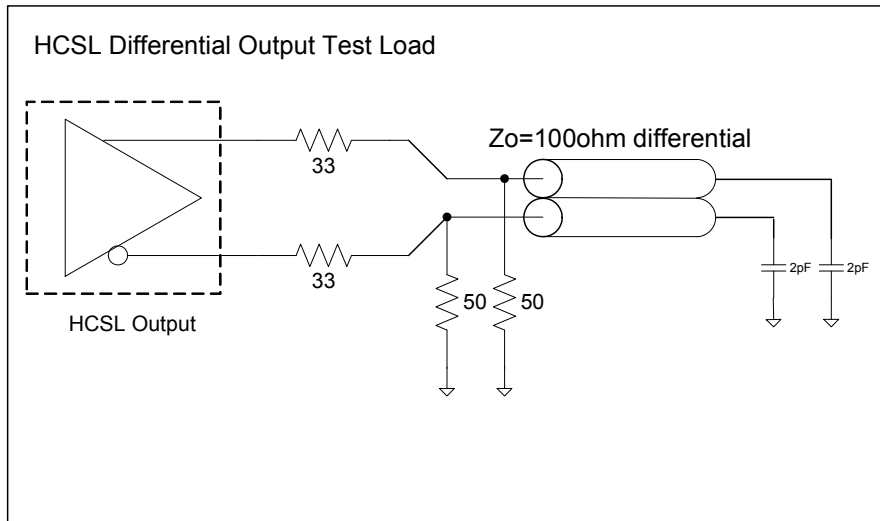 HCSL Differential Output Test Load
Zo=100ohm differential
33
33
50
50
2pF
2pF
HCSL Output